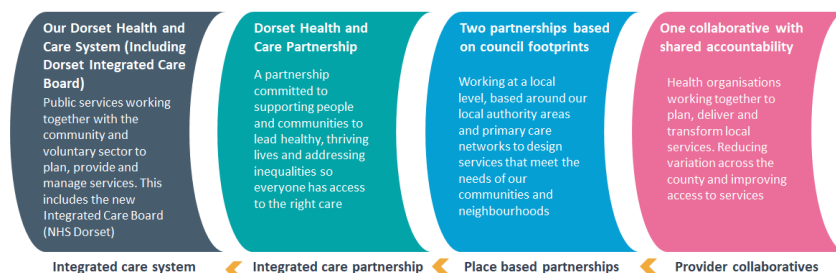 Our Dorset Health and
Care System (Including
Dorset Integrated Care
Board)
Public services working
together with the
community and
voluntary sector to
plan, provide and
manage services. This
includes the new
Integrated Care Board
(NHS Dorset)
Dorset Health and
Care Partnership
A partnership
committed to
supporting people
and communities to
lead healthy, thriving
lives and addressing
inequalities so
everyone has access
to the right care
Two partnerships based
on council footprints
Working at a local
level, based around our
local authority areas
and primary care
networks to design
services that meet the
needs of our
communities and
neighbourhoods
One collaborative with
shared accountability
Health organisations
working together to
plan, deliver and
transform local
services. Reducing
variation across the
county and improving
access to services
Integrated care system
Integrated care partnership
Place based partnerships
Provider collaboratives